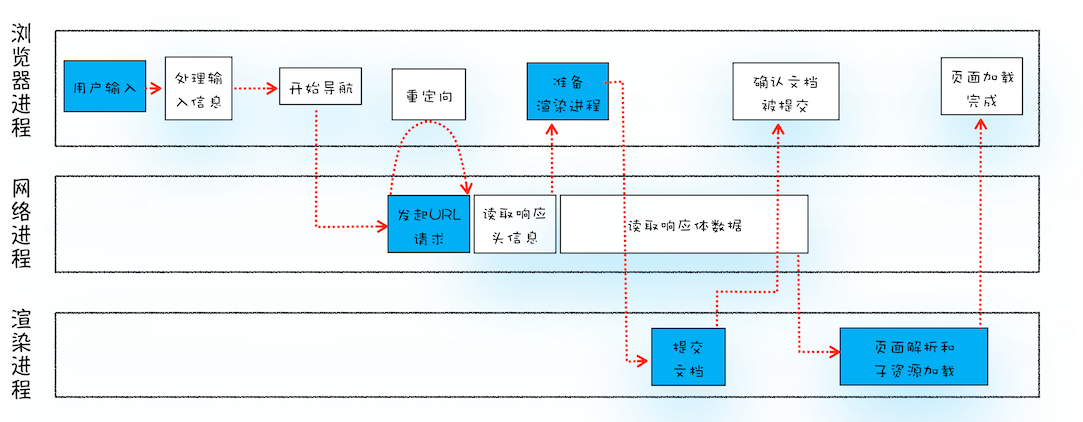 浏览器进程
用户输入
处理输
入信息
开始导航
重定向
准备
渲染进程
确认文档
被提交
页面加载
完成
网络进程
发起URL
请求
读取响应
头信息
读取响应体数据
渲染进程
提交
文档
页面解析和
子资源加载